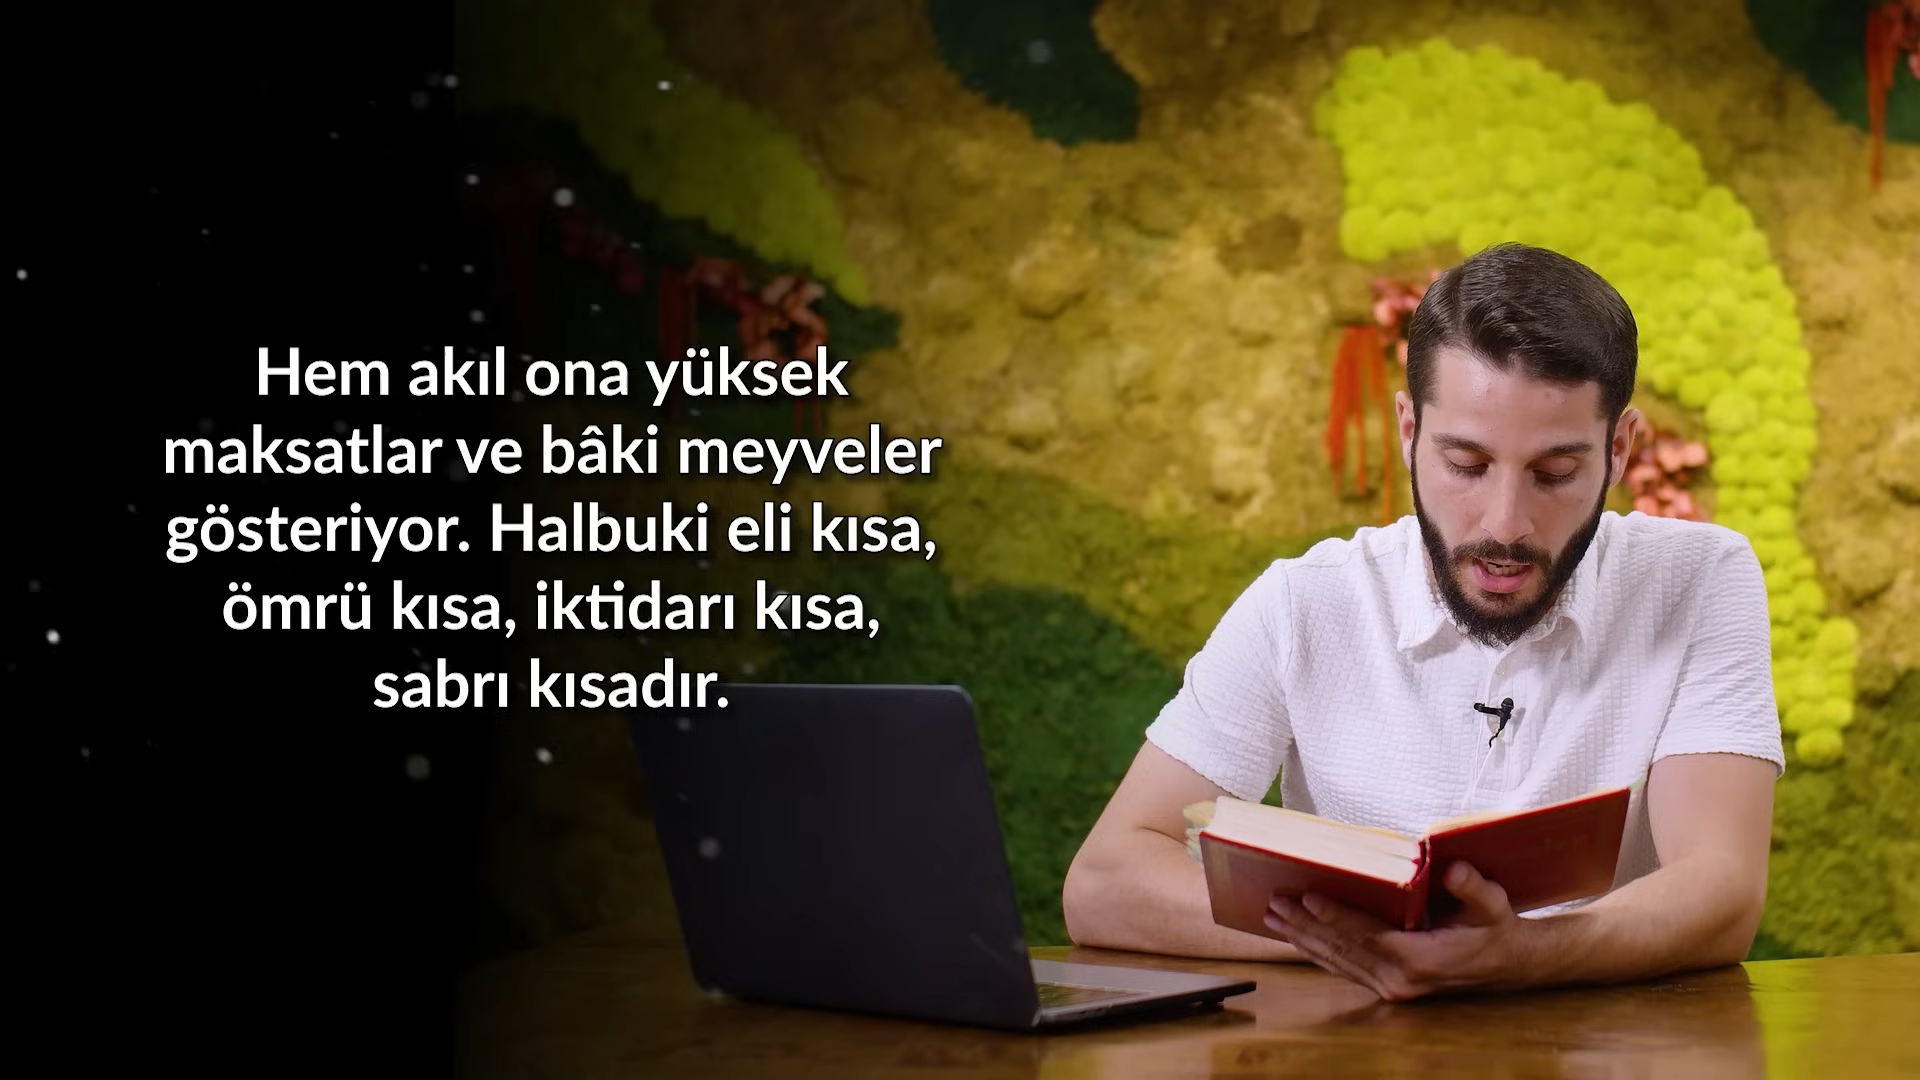 Hem akıl ona yüksek
maksatlar ve bâki meyveler
gösteriyor. Halbuki eli kısa,
ömrü kısa, iktidarı kısa,
sabrı kısadır.